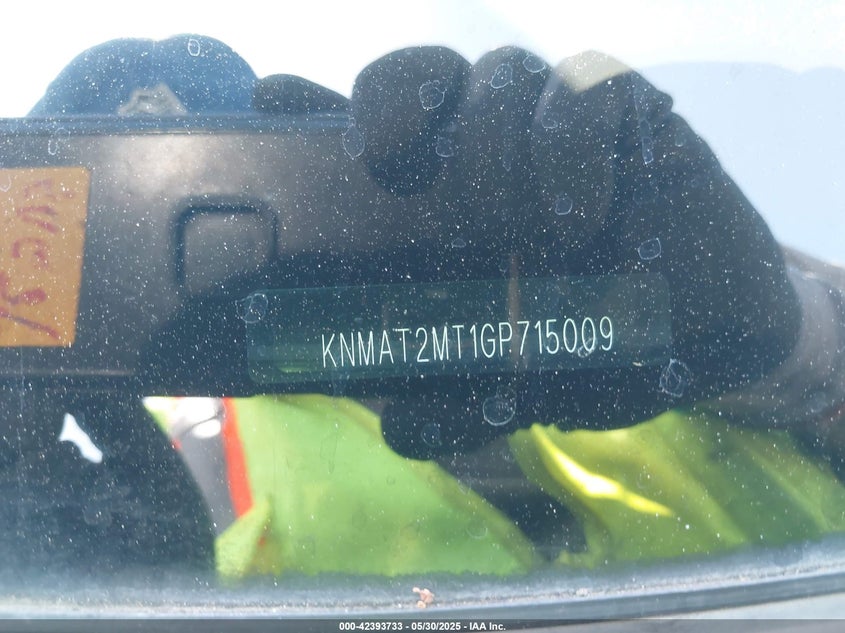 KNMAT2MT1GP715009
000-42393733 - 05/30/2025 - IAA Inc.